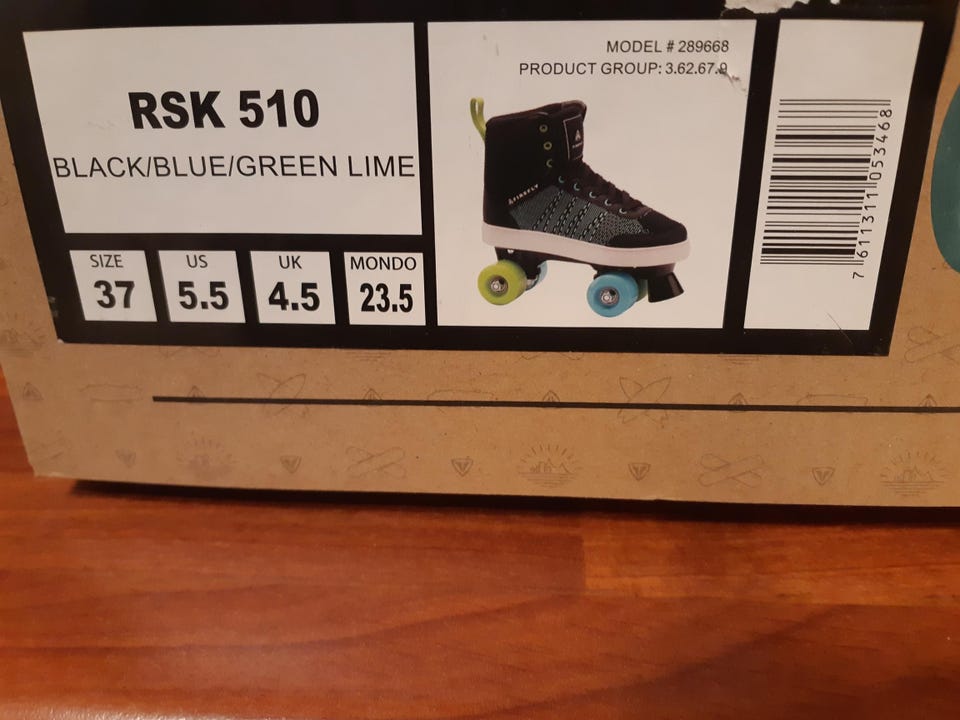 RSK 510
BLACK/BLUE/GREEN LIME
SIZE
37
US
5.5
UK
4.5
MONDO
23.5
MODEL # 289668
PRODUCT GROUP: 3.62.67.9
FIREFLY
7 611311 053468